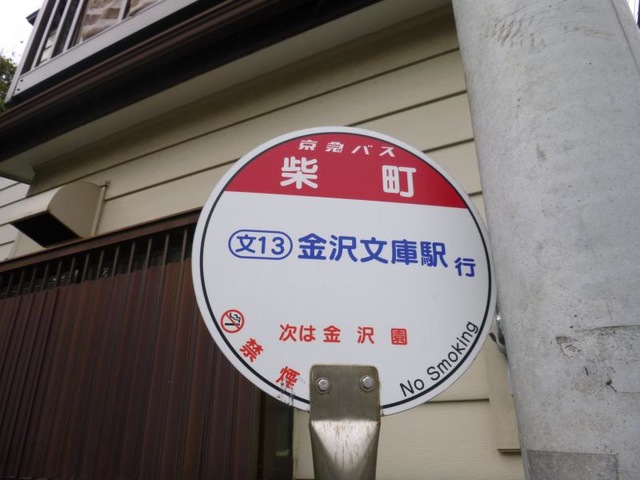 京急バス
柴町
文13 金沢文庫駅 行
次は金沢園
禁煙
No Smoking